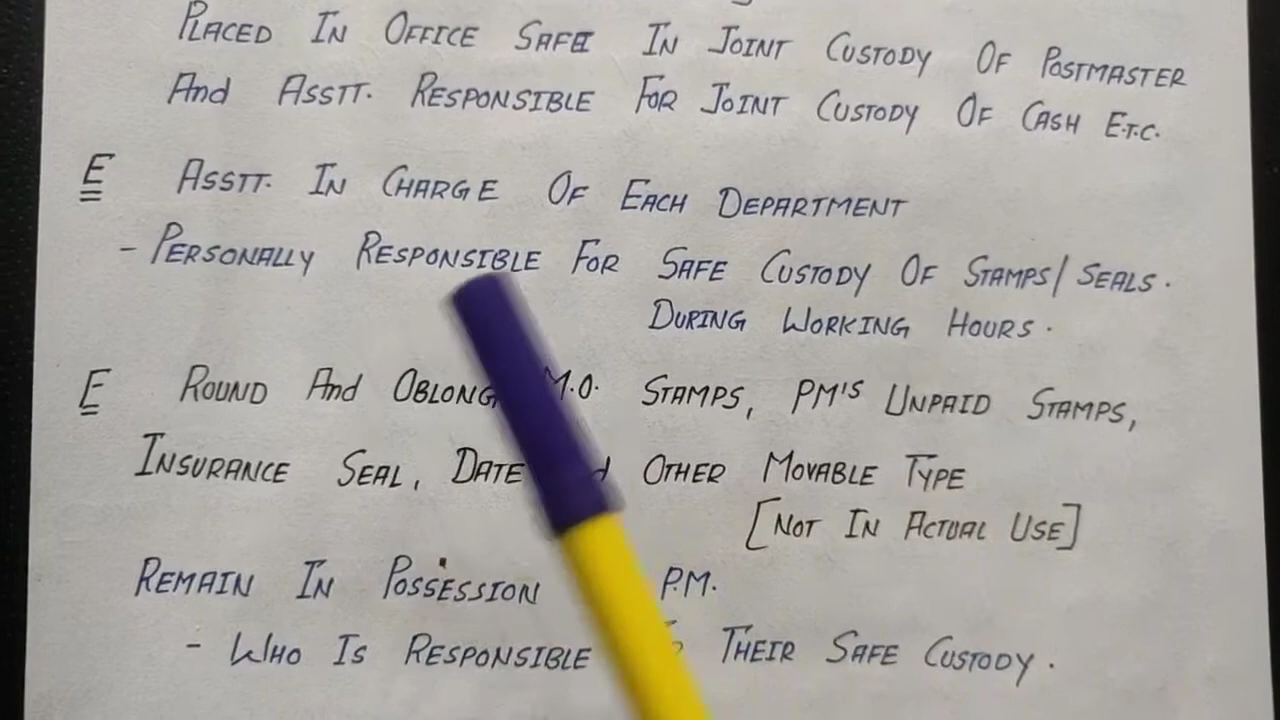 PLACED IN OFFICE SAFE IN JOINT CUSTODY OF POSTMASTER
And ASSTT. RESPONSIBLE FOR JOINT CUSTODY OF CASH E.T.C.
E ASSTT. IN CHARGE OF EACH DEPARTMENT
- PERSONALLY RESPONSIBLE FOR SAFE CUSTODY OF STAMPS/SEALS.
DURING WORKING HOURS.
E ROUND And OBLONG M.O. STAMPS, PM'S UNPAID STAMPS,
INSURANCE SEAL, DATE OTHER MOVABLE TYPE
[NOT IN ACTUAL USE]
REMAIN IN POSSESSION P.M.
- WHO IS RESPONSIBLE THEIR SAFE CUSTODY.